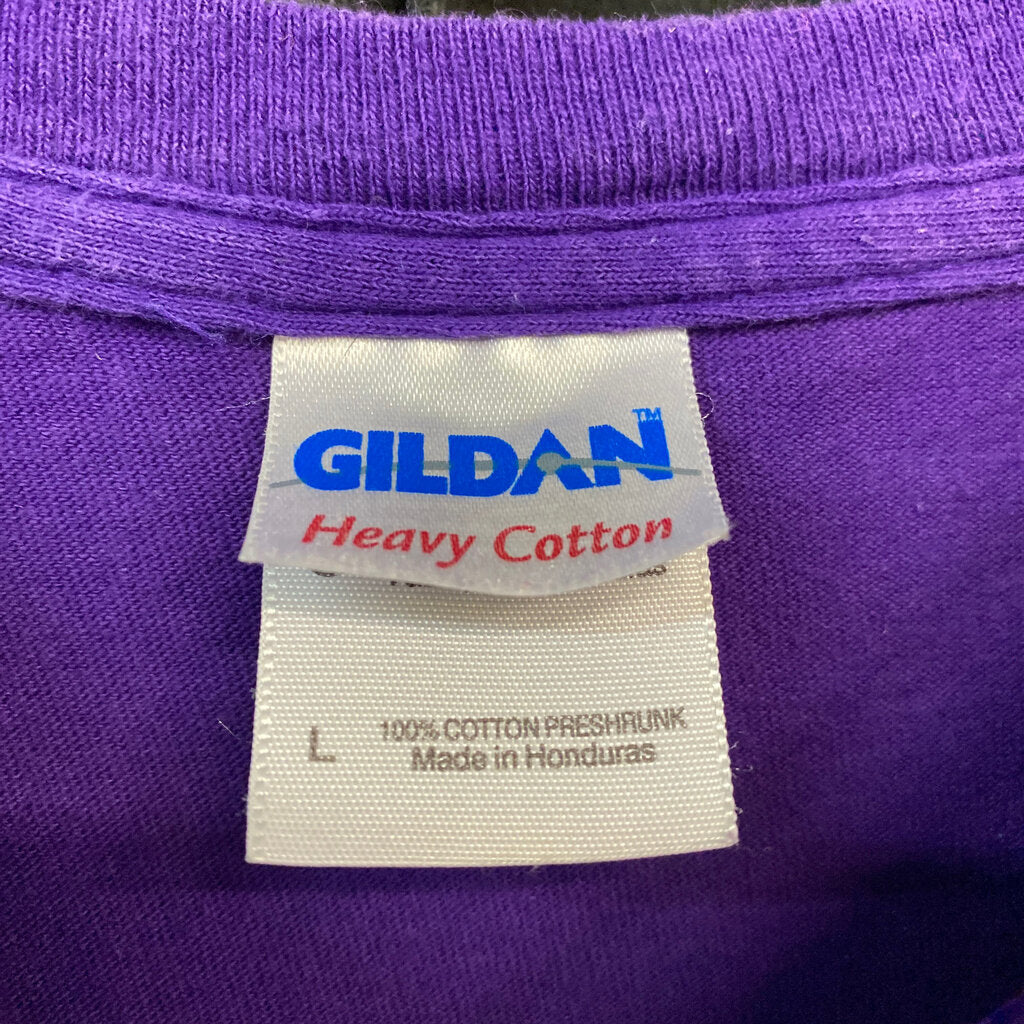 GILDAN™
Heavy Cotton
L
100% COTTON PRESHRUNK
Made in Honduras